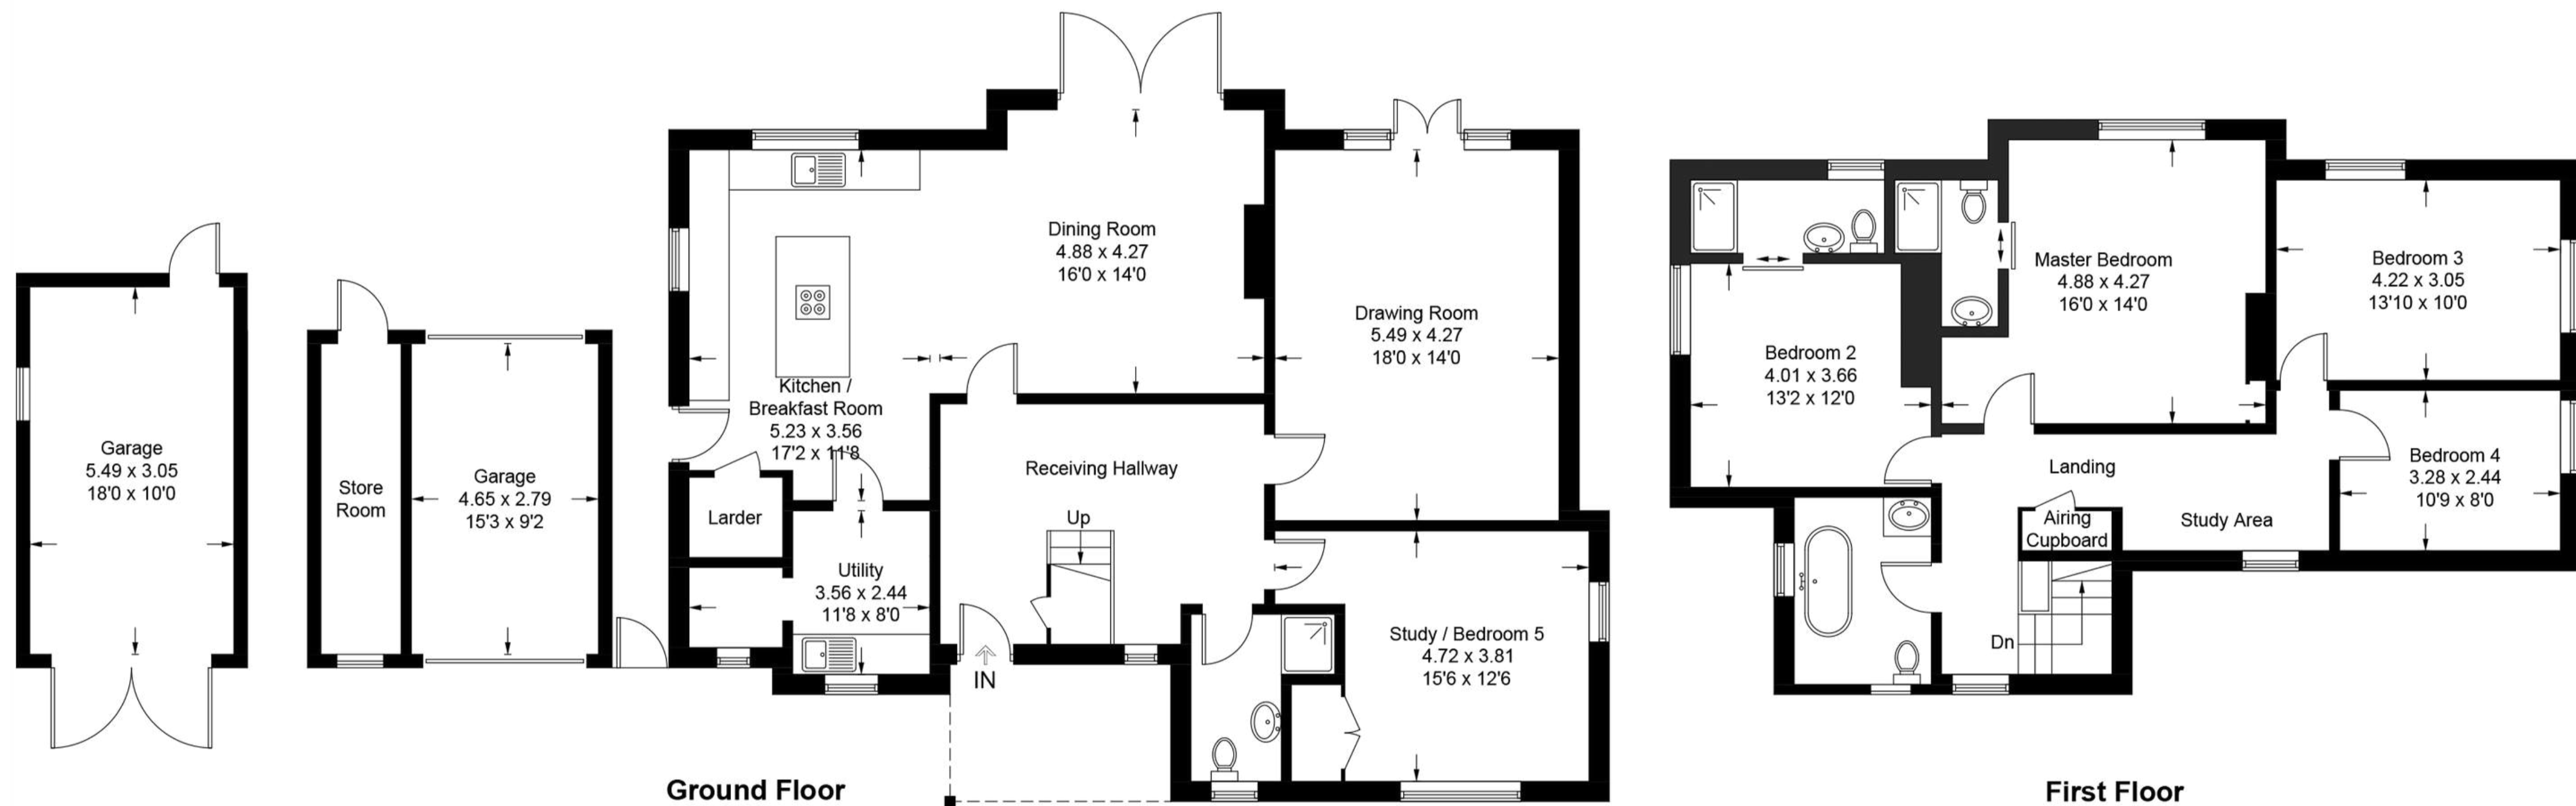 Garage
5.49 x 3.05
18'0 x 10'0
Store
Room
Garage
4.65 x 2.79
15'3 x 9'2
Dining Room
4.88 x 4.27
16'0 x 14'0
Kitchen /
Breakfast Room
5.23 x 3.56
17'2 x 11'8
Drawing Room
5.49 x 4.27
18'0 x 14'0
Receiving Hallway
Larder
Up
Utility
3.56 x 2.44
11'8 x 8'0
IN
Study / Bedroom 5
4.72 x 3.81
15'6 x 12'6
Ground Floor
Master Bedroom
4.88 x 4.27
16'0 x 14'0
Bedroom 3
4.22 x 3.05
13'10 x 10'0
Bedroom 2
4.01 x 3.66
13'2 x 12'0
Landing
Bedroom 4
3.28 x 2.44
10'9 x 8'0
Airing
Cupboard
Study Area
Dn
First Floor